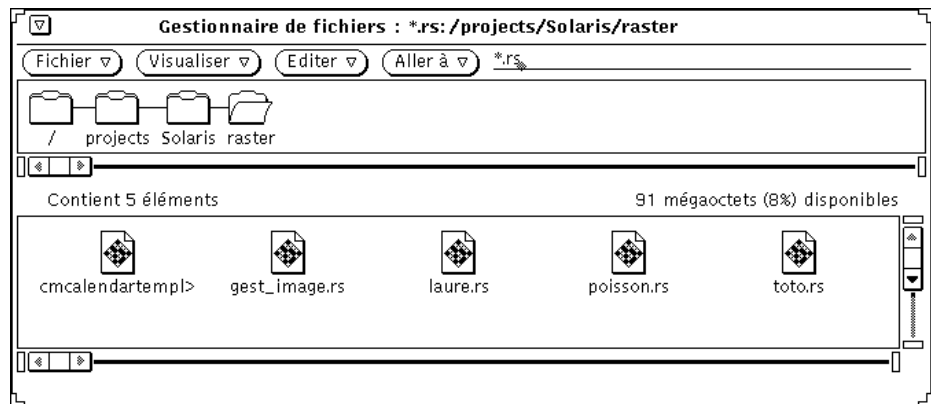 Gestionnaire de fichiers : *.rs: /projects/Solaris/raster
Fichier Visualiser Editer Aller à *.rs
/ projects Solaris raster
Contient 5 éléments 91 mégaoctets (8%) disponibles
cmcalendartempl> gest_image.rs laure.rs poisson.rs toto.rs